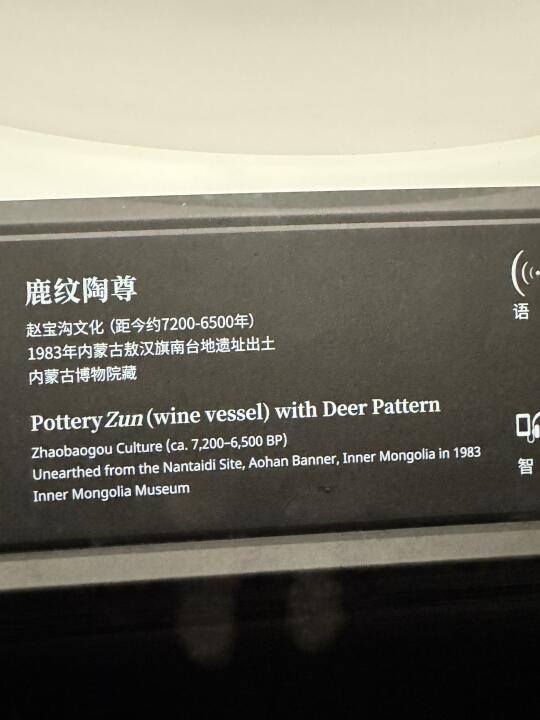 鹿纹陶尊
赵宝沟文化（距今约7200-6500年）
1983年内蒙古敖汉旗南台地遗址出土
内蒙古博物院藏
Pottery Zun (wine vessel) with Deer Pattern
Zhaobaogou Culture (ca. 7,200–6,500 BP)
Unearthed from the Nantaidi Site, Aohan Banner, Inner Mongolia in 1983
Inner Mongolia Museum
语
智